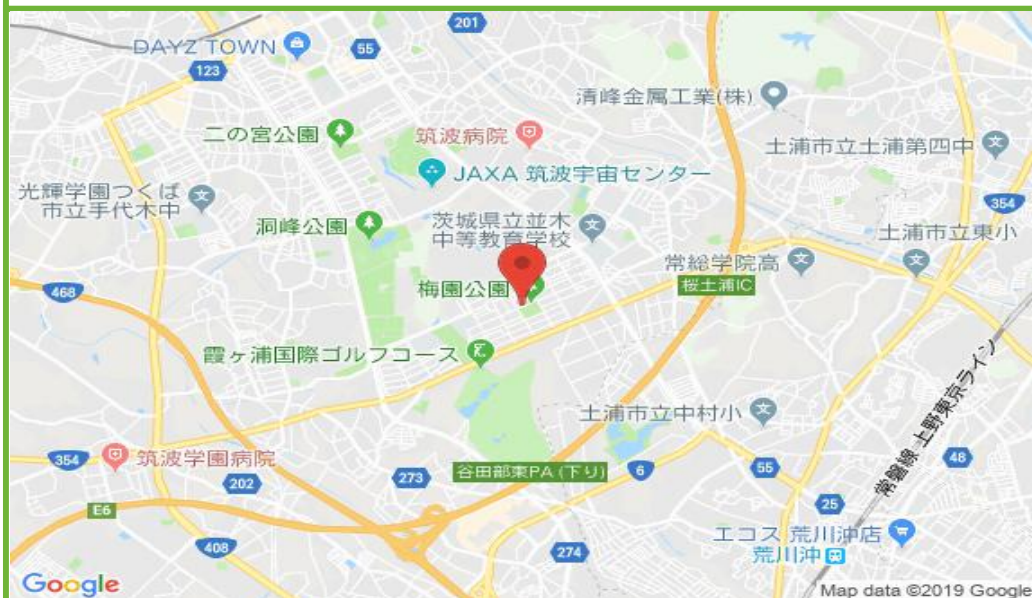 201
DAYZ TOWN
55
123
清峰金属工業(株)
二の宮公園
筑波病院
土浦市立土浦第四中
JAXA 筑波宇宙センター
光輝学園つくば
市立手代木中
354
洞峰公園
茨城県立並木
中等教育学校
土浦市立東小
常総学院高
468
梅園公園
桜土浦IC
霞ヶ浦国際ゴルフコース
常磐線 上野東京ライン
土浦市立中村小
354
筑波学園病院
谷田部東PA (下り)
6
55
48
202
273
25
E6
エコス 荒川沖店
荒川沖
408
274
Google
Map data ©2019 Google